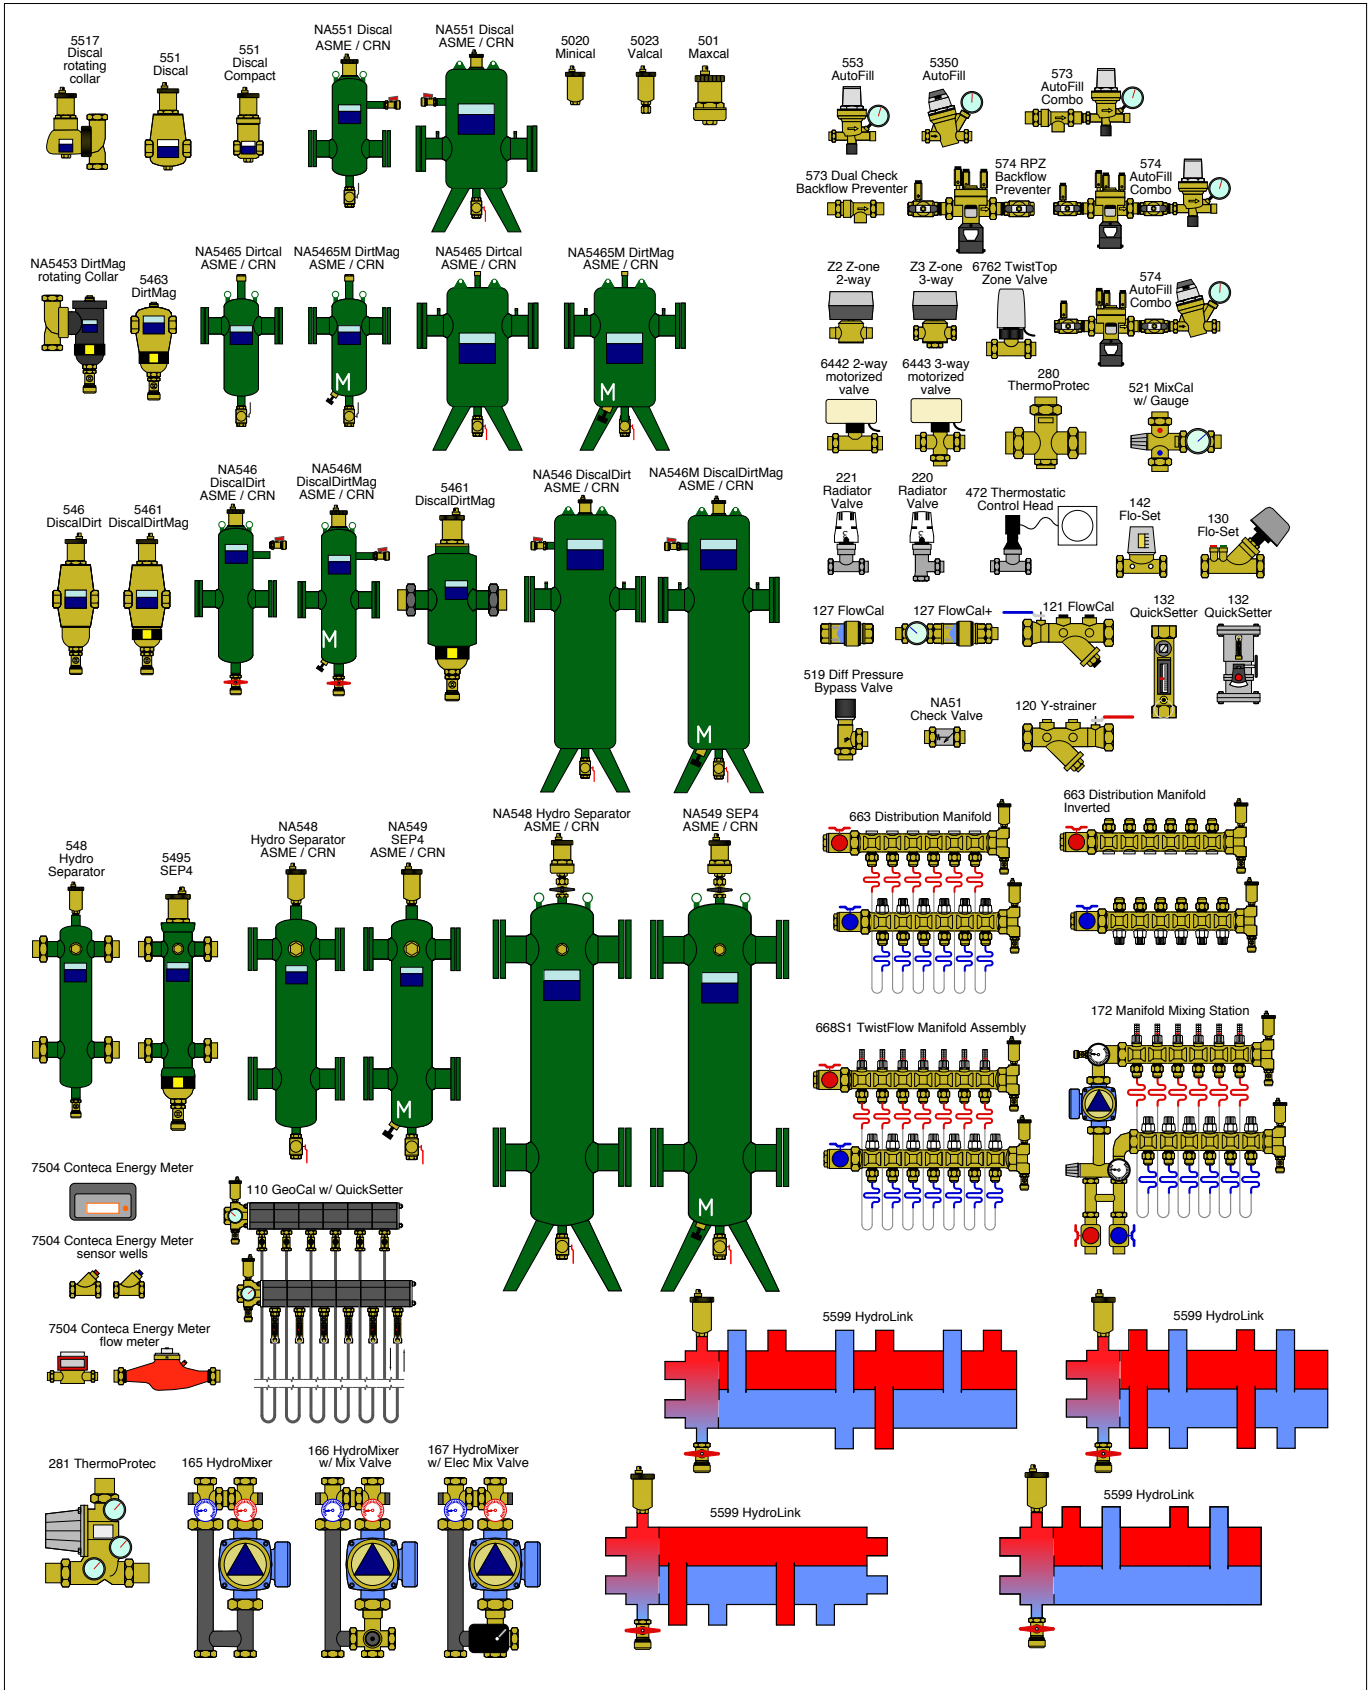 5517
Discal
rotating
collar
551
Discal
551
Discal
Compact
NA551 Discal
ASME / CRN
NA551 Discal
ASME / CRN
5020
Minical
5023
Valcal
501
Maxcal
553
AutoFill
5350
AutoFill
573
AutoFill
Combo
573 Dual Check
Backflow Preventer
574 RPZ
Backflow
Preventer
574
AutoFill
Combo
NA5453 DirtMag
rotating Collar
5463
DirtMag
NA5465 Dirtcal
ASME / CRN
NA5465M DirtMag
ASME / CRN
M
NA5465 Dirtcal
ASME / CRN
NA5465M DirtMag
ASME / CRN
M
Z2 Z-one
2-way
Z3 Z-one
3-way
6762 TwistTop
Zone Valve
574
AutoFill
Combo
6442 2-way
motorized
valve
6443 3-way
motorized
valve
280
ThermoProtec
521 MixCal
w/ Gauge
546
DiscalDirt
5461
DiscalDirtMag
NA546
DiscalDirt
ASME / CRN
NA546M
DiscalDirtMag
ASME / CRN
M
5461
DiscalDirtMag
NA546 DiscalDirt
ASME / CRN
NA546M DiscalDirtMag
ASME / CRN
M
221
Radiator
Valve
220
Radiator
Valve
472 Thermostatic
Control Head
142
Flo-Set
130
Flo-Set
127 FlowCal
127 FlowCal+
121 FlowCal
132
QuickSetter
132
QuickSetter
519 Diff Pressure
Bypass Valve
NA51
Check Valve
120 Y-strainer
548
Hydro
Separator
5495
SEP4
NA548
Hydro Separator
ASME / CRN
NA549
SEP4
ASME / CRN
M
NA548 Hydro Separator
ASME / CRN
NA549 SEP4
ASME / CRN
M
663 Distribution Manifold
663 Distribution Manifold
Inverted
668S1 TwistFlow Manifold Assembly
172 Manifold Mixing Station
7504 Conteca Energy Meter
7504 Conteca Energy Meter
sensor wells
7504 Conteca Energy Meter
flow meter
110 GeoCal w/ QuickSetter
5599 HydroLink
5599 HydroLink
281 ThermoProtec
165 HydroMixer
166 HydroMixer
w/ Mix Valve
167 HydroMixer
w/ Elec Mix Valve
5599 HydroLink
5599 HydroLink